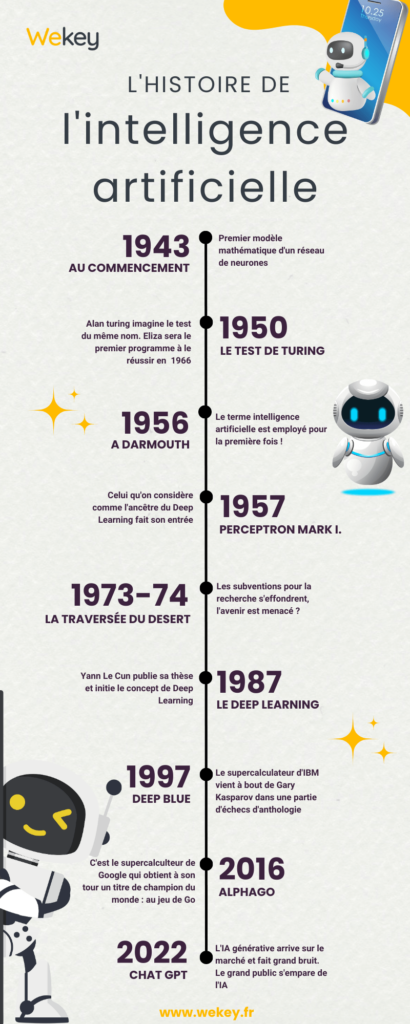 Wekey
10.25
L'HISTOIRE DE
l'intelligence
artificielle
1943
AU COMMENCEMENT
Premier modèle
mathématique d'un réseau
de neurones
Alan turing imagine le test
du même nom. Eliza sera le
premier programme à le
réussir en 1966
1950
LE TEST DE TURING
1956
A DARMOUTH
Le terme intelligence
artificielle est employé pour
la première fois !
Celui qu'on considère
comme l'ancêtre du Deep
Learning fait son entrée
1957
PERCEPTRON MARK I.
1973-74
LA TRAVERSÉE DU DESERT
Les subventions pour la
recherche s'effondrent,
l'avenir est menacé ?
Yann Le Cun publie sa thèse
et initie le concept de Deep
Learning
1987
LE DEEP LEARNING
1997
DEEP BLUE
Le supercalculateur d'IBM
vient à bout de Gary
Kasparov dans une partie
d'échecs d'anthologie
C'est le supercalculteur de
Google qui obtient à son
tour un titre de champion du
monde : au jeu de Go
2016
ALPHAGO
2022
CHAT GPT
L'IA générative arrive sur le
marché et fait grand bruit.
Le grand public s'empare de
l'IA
www.wekey.fr